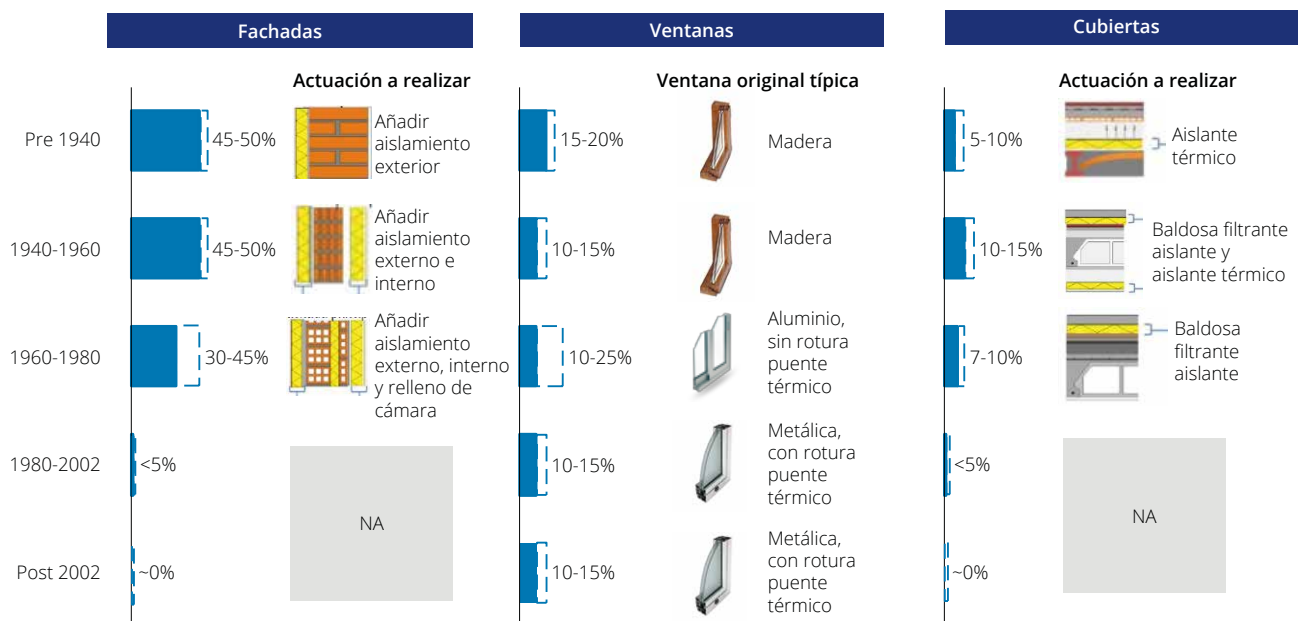 Fachadas
Ventanas
Cubiertas
Actuación a realizar
Ventana original típica
Actuación a realizar
Pre 1940
45-50%
Añadir
aislamiento
exterior
15-20%
Madera
5-10%
Aislante
térmico
1940-1960
45-50%
Añadir
aislamiento
externo e
interno
10-15%
Madera
10-15%
Baldosa filtrante
aislante y
aislante térmico
1960-1980
30-45%
Añadir
aislamiento
externo, interno
y relleno de
cámara
10-25%
Aluminio,
sin rotura
puente
térmico
7-10%
Baldosa
filtrante
aislante
1980-2002
<5%
NA
10-15%
Metálica,
con rotura
puente
térmico
<5%
NA
Post 2002
~0%
10-15%
Metálica,
con rotura
puente
térmico
~0%